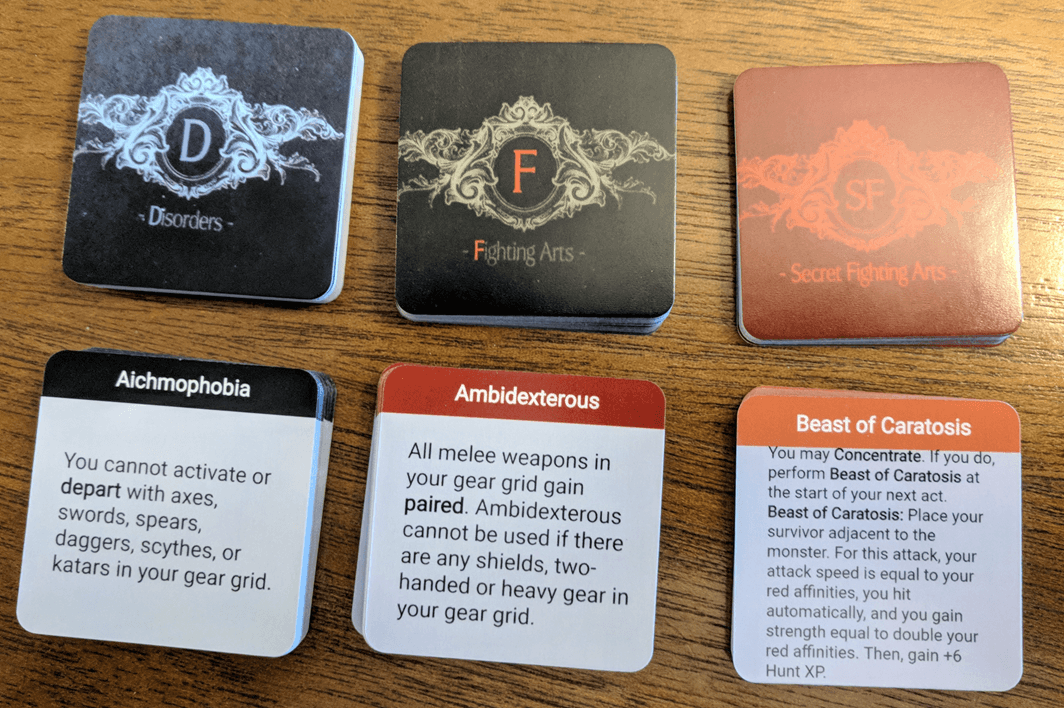 D
- Disorders -
F
- Fighting Arts -
SF
- Secret Fighting Arts -
Aichmophobia
You cannot activate or
depart with axes,
swords, spears,
daggers, scythes, or
katars in your gear grid.
Ambidexterous
All melee weapons in
your gear grid gain
paired. Ambidexterous
cannot be used if there
are any shields, two-
handed or heavy gear in
your gear grid.
Beast of Caratosis
You may Concentrate. If you do,
perform Beast of Caratosis at
the start of your next act.
Beast of Caratosis: Place your
survivor adjacent to the
monster. For this attack, your
attack speed is equal to your
red affinities, you hit
automatically, and you gain
strength equal to double your
red affinities. Then, gain +6
Hunt XP.